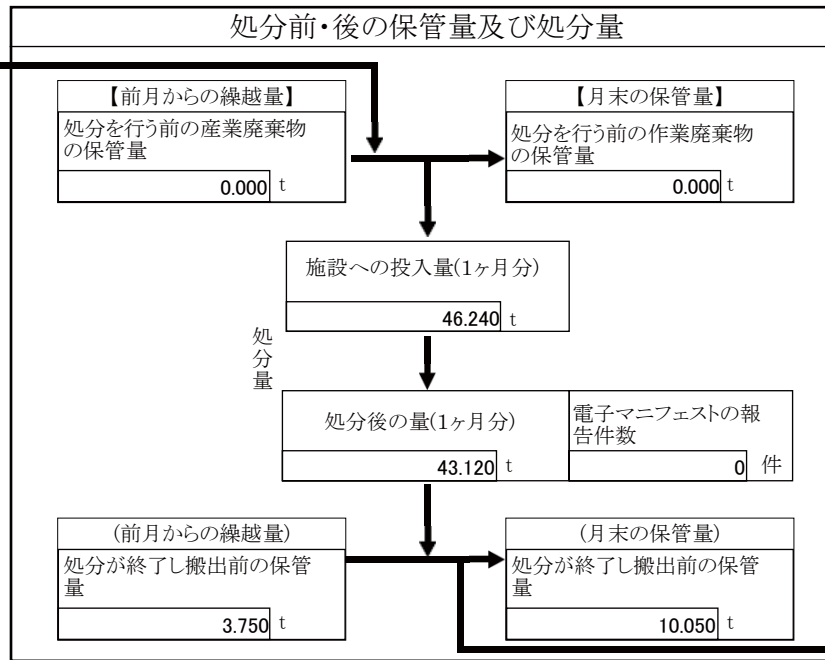 処分前・後の保管量及び処分量
【前月からの繰越量】
処分を行う前の産業廃棄物
の保管量
0.000 t
【月末の保管量】
処分を行う前の作業廃棄物
の保管量
0.000 t
施設への投入量(1ヶ月分)
46.240 t
処分量
処分後の量(1ヶ月分)
43.120 t
電子マニフェストの報
告件数
0 件
(前月からの繰越量)
処分が終了し搬出前の保管
量
3.750 t
(月末の保管量)
処分が終了し搬出前の保管
量
10.050 t